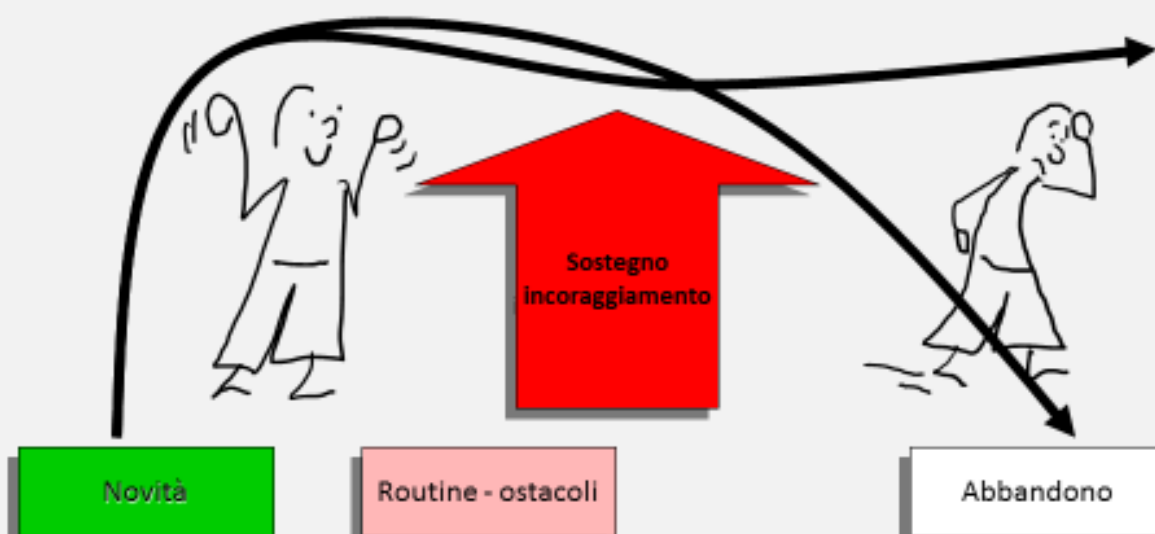 Sostegno
incoraggiamento
Novità
Routine - ostacoli
Abbandono